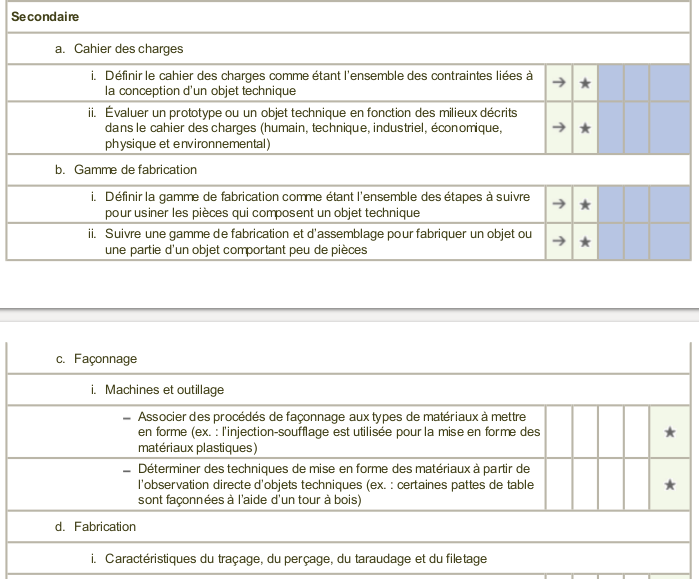 Secondaire
a. Cahier des charges
i. Définir le cahier des charges comme étant l'ensemble des contraintes liées à
la conception d'un objet technique
→ ★
ii. Évaluer un prototype ou un objet technique en fonction des milieux décrits
dans le cahier des charges (humain, technique, industriel, économique,
physique et environnemental)
→ ★
b. Gamme de fabrication
i. Définir la gamme de fabrication comme étant l'ensemble des étapes à suivre
pour usiner les pièces qui composent un objet technique
→ ★
ii. Suivre une gamme de fabrication et d'assemblage pour fabriquer un objet ou
une partie d'un objet comportant peu de pièces
→ ★
c. Façonnage
i. Machines et outillage
– Associer des procédés de façonnage aux types de matériaux à mettre
en forme (ex. : l'injection-soufflage est utilisée pour la mise en forme des
matériaux plastiques)
★
– Déterminer des techniques de mise en forme des matériaux à partir de
l'observation directe d'objets techniques (ex. : certaines pattes de table
sont façonnées à l'aide d'un tour à bois)
★
d. Fabrication
i. Caractéristiques du traçage, du perçage, du taraudage et du filetage